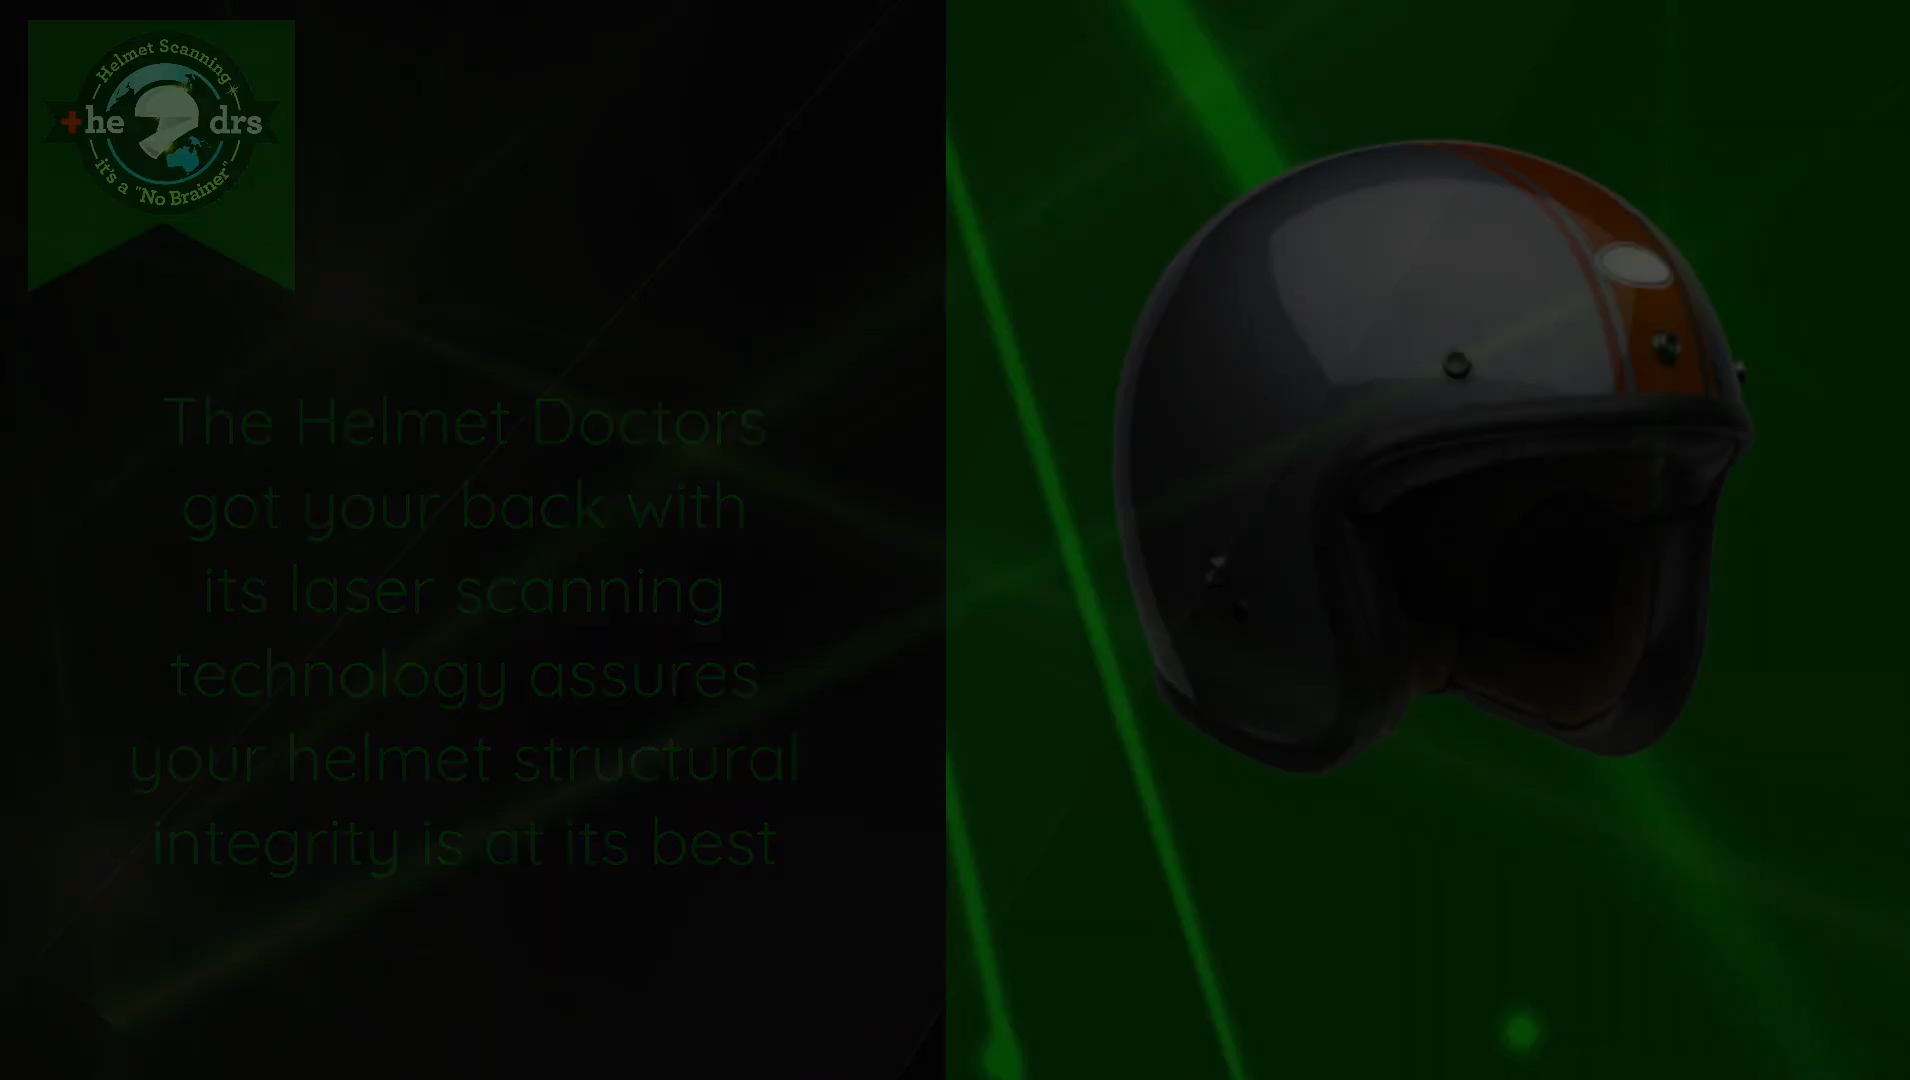 Helmet Scanning
+he drs
it's a "No Brainer"
The Helmet Doctors
got your back with
its laser scanning
technology assures
your helmet structural
integrity is at its best